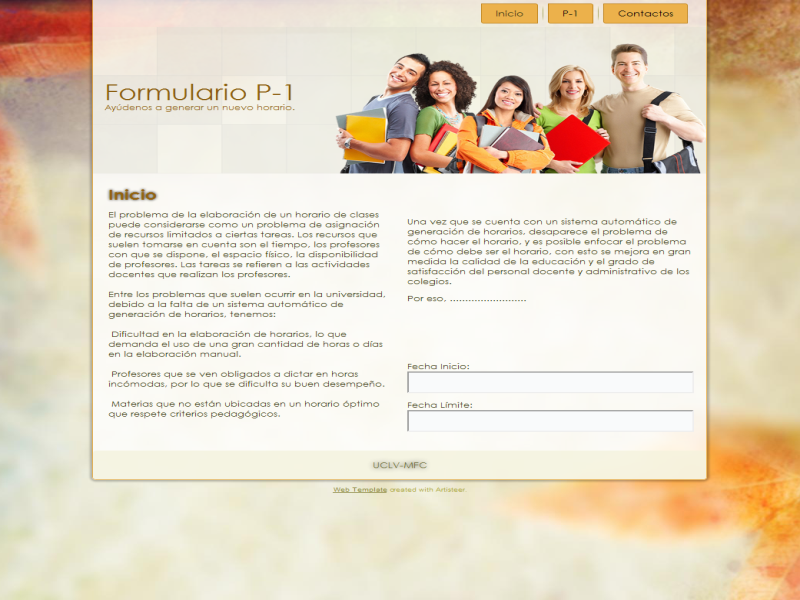 Inicio
P-1
Contactos
Formulario P-1
Ayúdenos a generar un nuevo horario.
Inicio
El problema de la elaboración de un horario de clases
puede considerarse como un problema de asignación
de recursos limitados a ciertas tareas. Los recursos que
suelen tomarse en cuenta son el tiempo, los profesores
con que se dispone, el espacio físico, la disponibilidad
de profesores. Las tareas se refieren a las actividades
docentes que realizan los profesores.
Entre los problemas que suelen ocurrir en la universidad,
debido a la falta de un sistema automático de
generación de horarios, tenemos:
Dificultad en la elaboración de horarios, lo que
demanda el uso de una gran cantidad de horas o días
en la elaboración manual.
Profesores que se ven obligados a dictar en horas
incómodas, por lo que se dificulta su buen desempeño.
Materias que no están ubicadas en un horario óptimo
que respete criterios pedagógicos.
Una vez que se cuenta con un sistema automático de
generación de horarios, desaparece el problema de
cómo hacer el horario, y es posible enfocar el problema
de cómo debe ser el horario, con esto se mejora en gran
medida la calidad de la educación y el grado de
satisfacción del personal docente y administrativo de los
colegios.
Por eso, .........................
Fecha Inicio:
Fecha Límite:
UCLV-MFC
Web Template created with Artisteer.